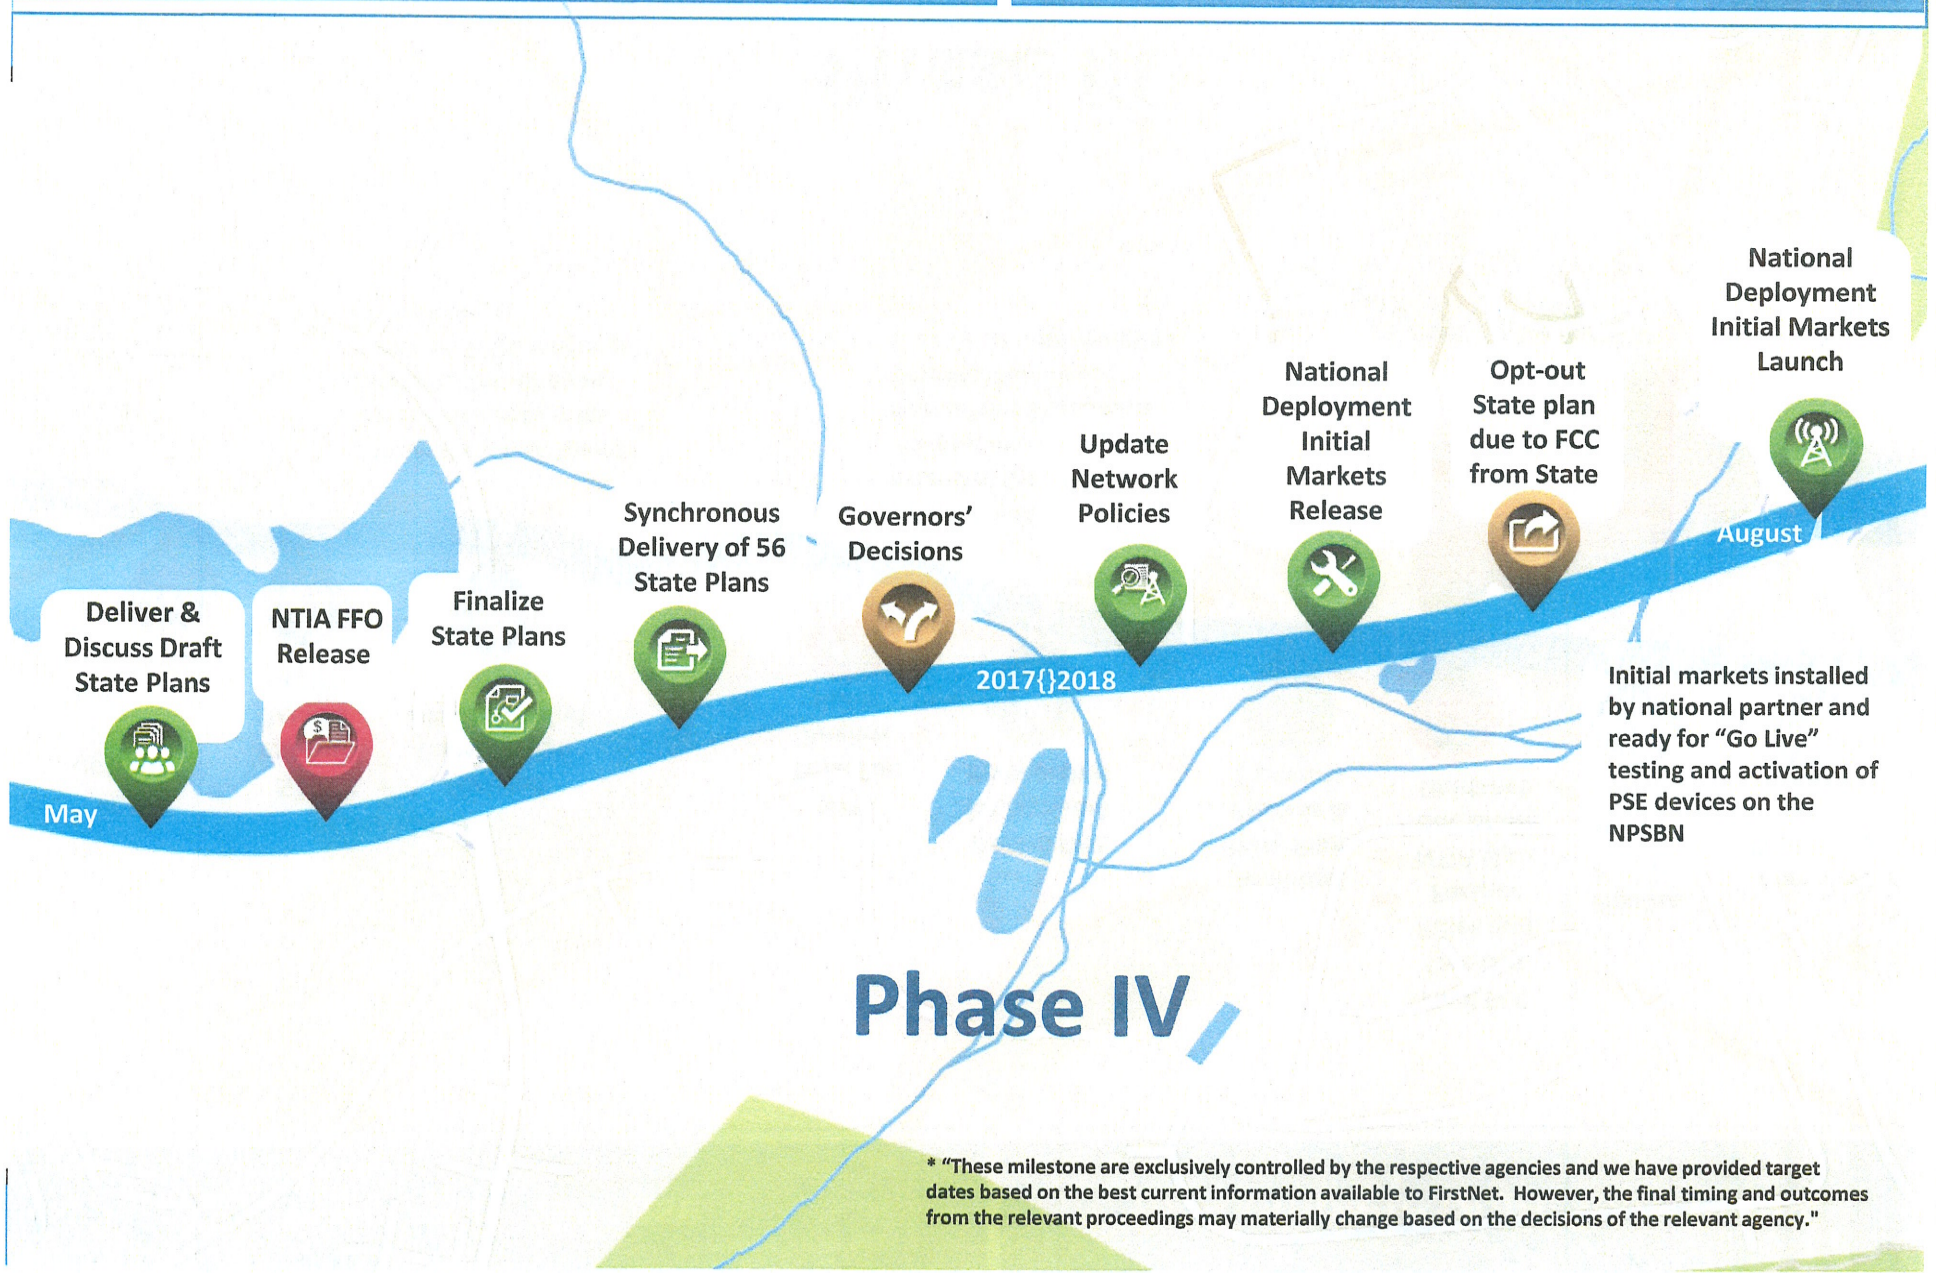 Deliver &
Discuss Draft
State Plans
NTIA FFO
Release
Finalize
State Plans
Synchronous
Delivery of 56
State Plans
Governors’
Decisions
Update
Network
Policies
National
Deployment
Initial
Markets
Release
Opt-out
State plan
due to FCC
from State
National
Deployment
Initial Markets
Launch
May
2017{}2018
August
Initial markets installed
by national partner and
ready for “Go Live”
testing and activation of
PSE devices on the
NPSBN
Phase IV
* “These milestone are exclusively controlled by the respective agencies and we have provided target
dates based on the best current information available to FirstNet. However, the final timing and outcomes
from the relevant proceedings may materially change based on the decisions of the relevant agency."